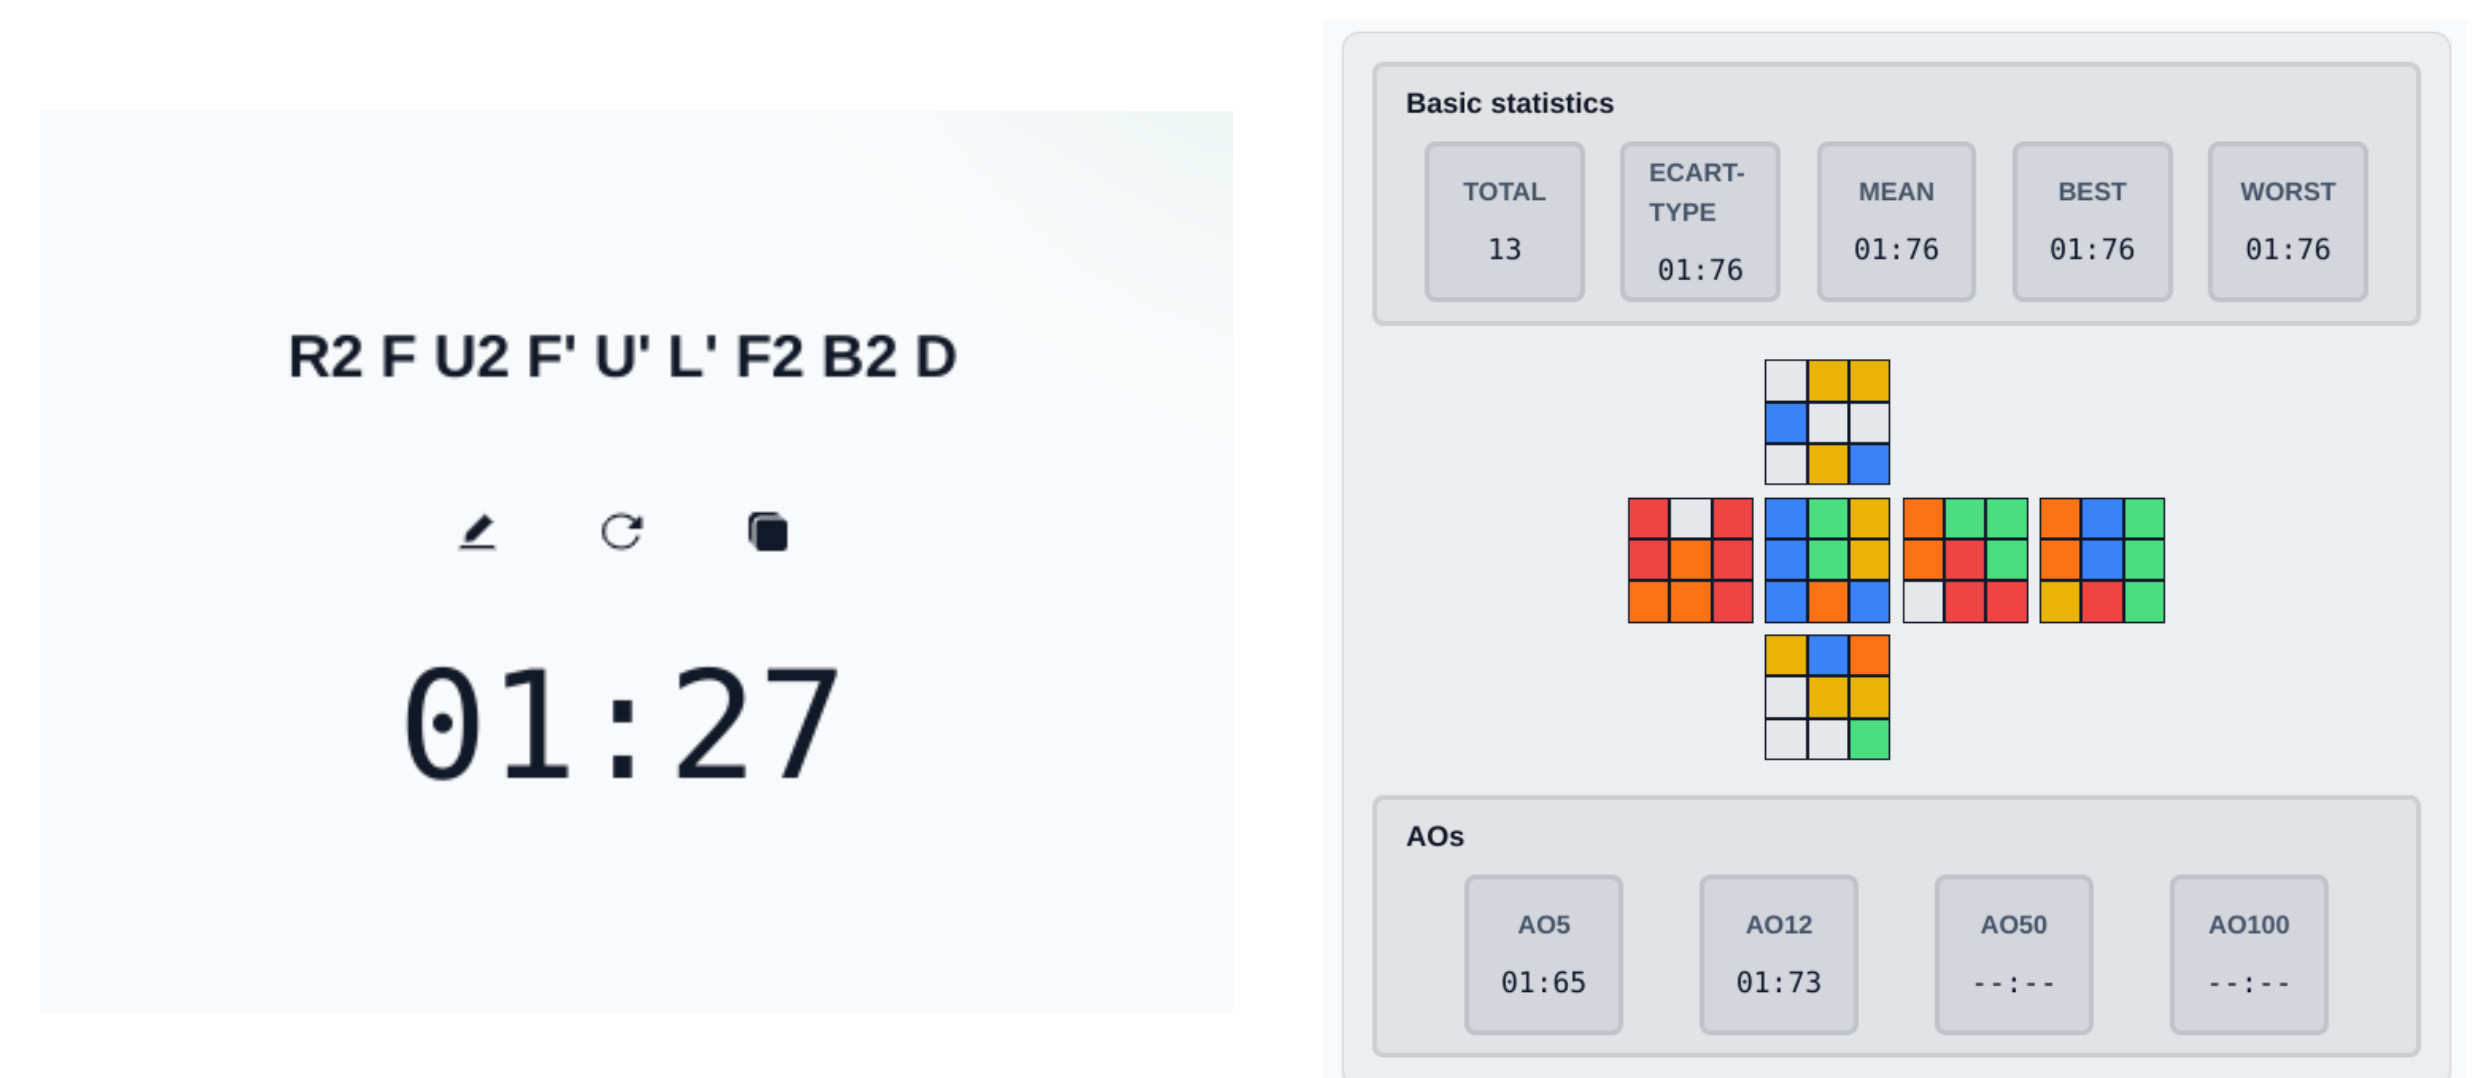 R2 F U2 F' U' L' F2 B2 D
01:27
Basic statistics
TOTAL
13
ECART-
TYPE
01:76
MEAN
01:76
BEST
01:76
WORST
01:76
AOs
AO5
01:65
AO12
01:73
AO50
--:--
AO100
--:--